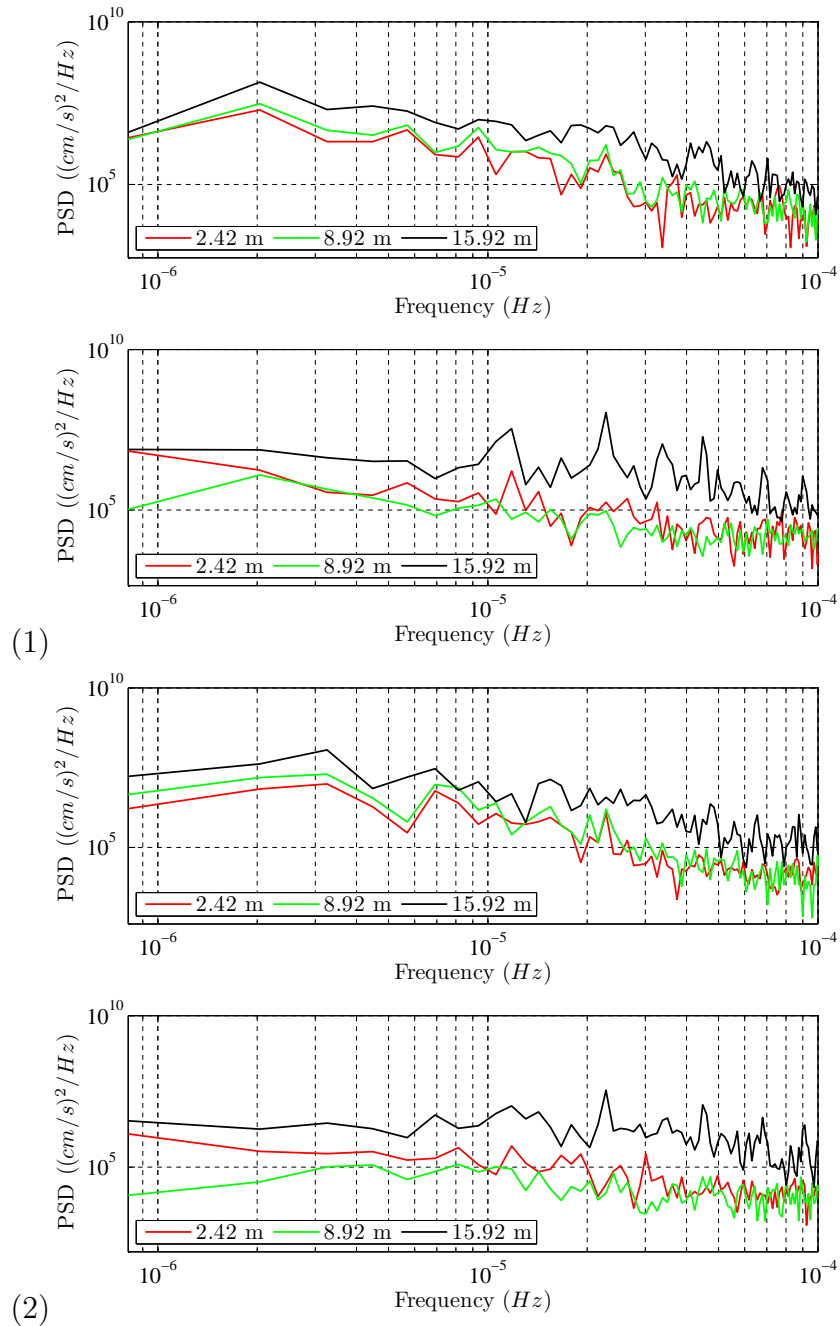 10^10
10^5
PSD ((cm/s)^2/Hz)
2.42 m 8.92 m 15.92 m
10^−6 10^−5 10^−4
Frequency (Hz)
10^10
10^5
PSD ((cm/s)^2/Hz)
2.42 m 8.92 m 15.92 m
10^−6 10^−5 10^−4
Frequency (Hz)
(1)
10^10
10^5
PSD ((cm/s)^2/Hz)
2.42 m 8.92 m 15.92 m
10^−6 10^−5 10^−4
Frequency (Hz)
10^10
10^5
PSD ((cm/s)^2/Hz)
2.42 m 8.92 m 15.92 m
10^−6 10^−5 10^−4
Frequency (Hz)
(2)